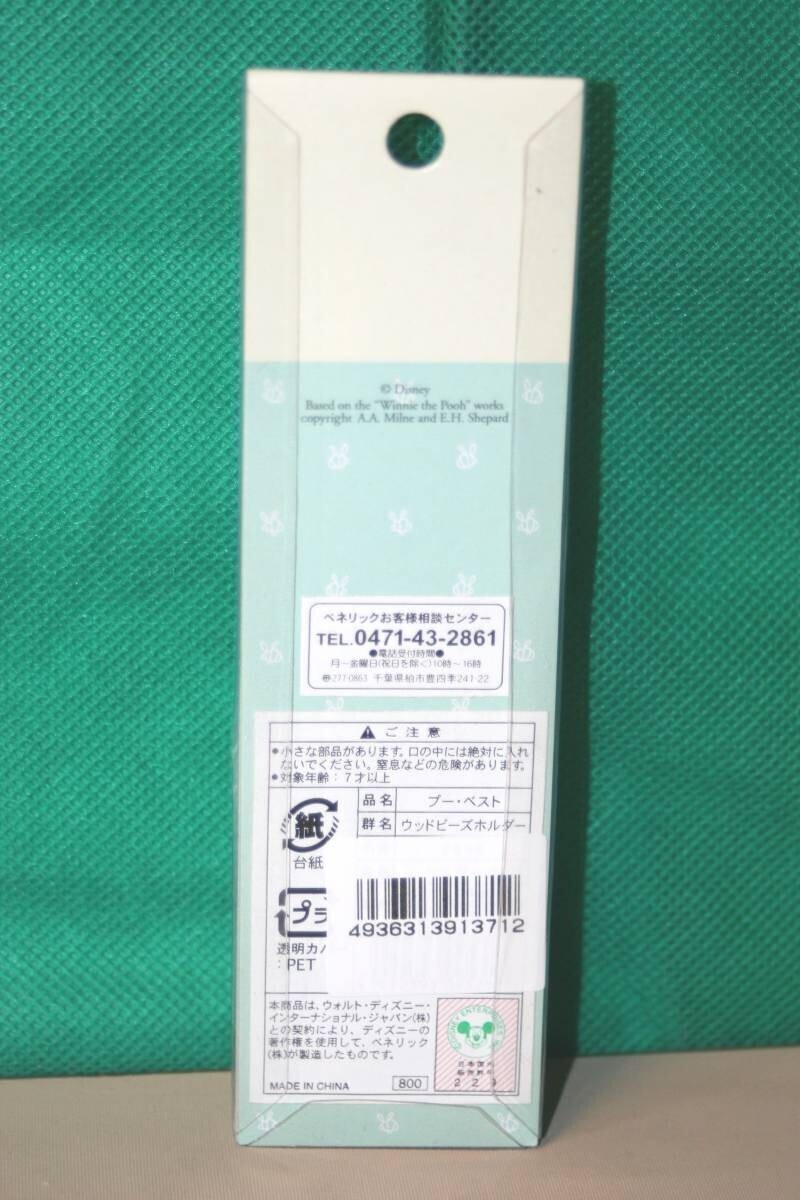 © Disney
Based on the "Winnie the Pooh" works
copyright A.A. Milne and E.H. Shepard
ベネリックお客様相談センター
TEL.0471-43-2861
●電話受付時間●
月～金曜日(祝日を除く)10時～16時
〒277-0863 千葉県柏市豊四季241-22
⚠ ご注意
●小さな部品があります。口の中には絶対に入れ
ないでください。窒息などの危険があります。
●対象年齢:7才以上
品名 プー・ベスト
群名 ウッドビーズホルダー
紙
台紙
プラ
透明カバ
:PET
4936313913712
本商品は、ウォルト・ディズニー・
インターナショナル・ジャパン(株)
との契約により、ディズニーの
著作権を使用して、ベネリック
(株)が製造したものです。
MADE IN CHINA 800
DISNEY ENTERPRISES
日本国内
販売許可